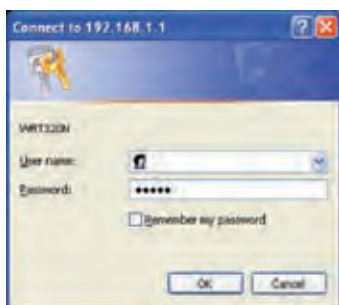 Connect to 192.168.1.1
WRT320N
User name:
Password: •••••
Remember my password
OK Cancel